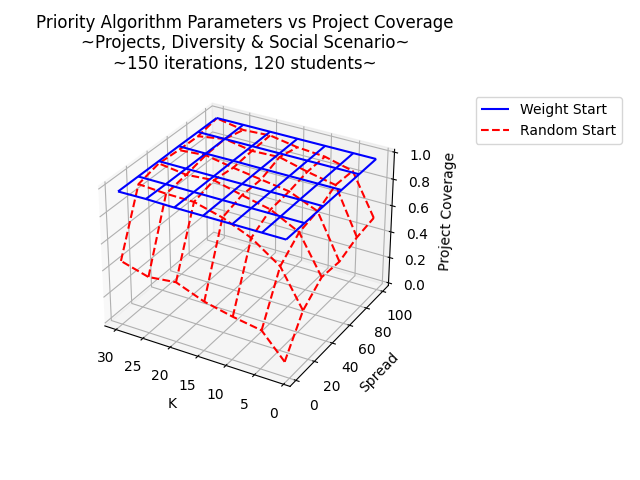 Priority Algorithm Parameters vs Project Coverage
~Projects, Diversity & Social Scenario~
~150 iterations, 120 students~
Weight Start
Random Start
1.0
0.8
0.6
0.4
0.2
0.0
Project Coverage
100
80
60
40
20
0
Spread
30
25
20
15
10
5
0
K